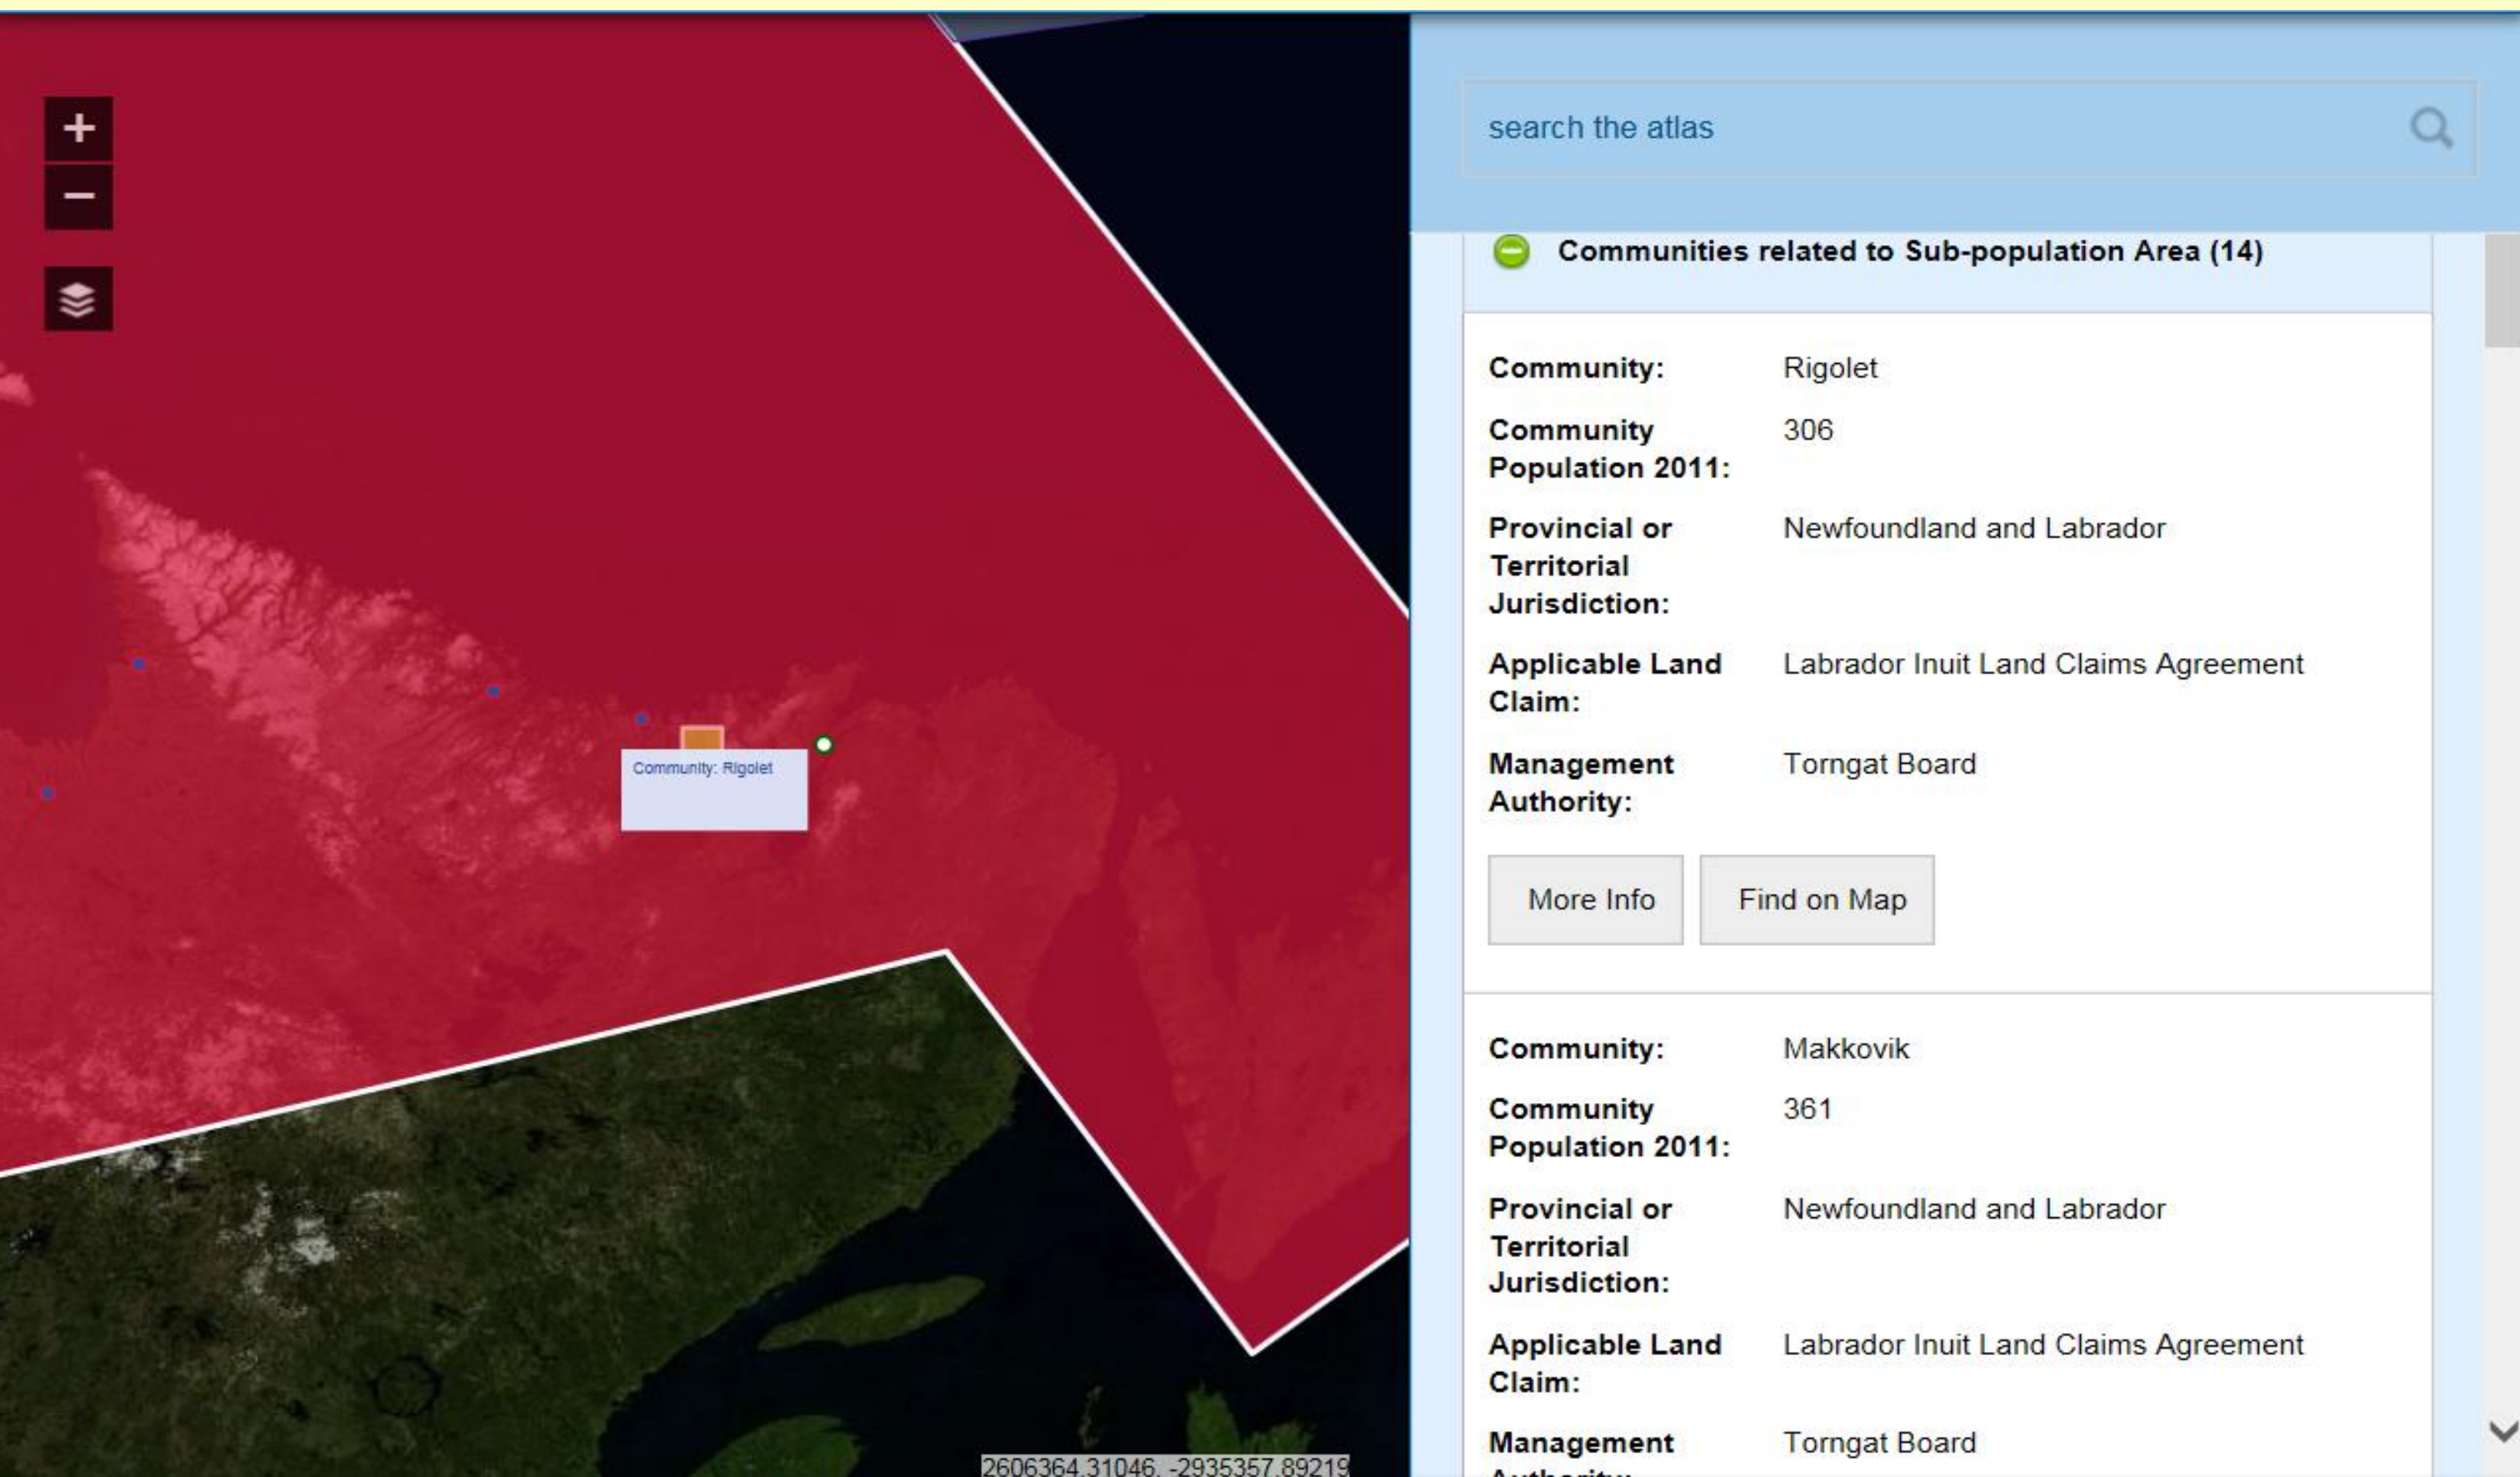 +
−
Community: Rigolet
2606364.31046, -2935357.89219
search the atlas
Communities related to Sub-population Area (14)
Community: Rigolet
Community 306
Population 2011:
Provincial or Newfoundland and Labrador
Territorial
Jurisdiction:
Applicable Land Labrador Inuit Land Claims Agreement
Claim:
Management Torngat Board
Authority:
More Info Find on Map
Community: Makkovik
Community 361
Population 2011:
Provincial or Newfoundland and Labrador
Territorial
Jurisdiction:
Applicable Land Labrador Inuit Land Claims Agreement
Claim:
Management Torngat Board
Authority: